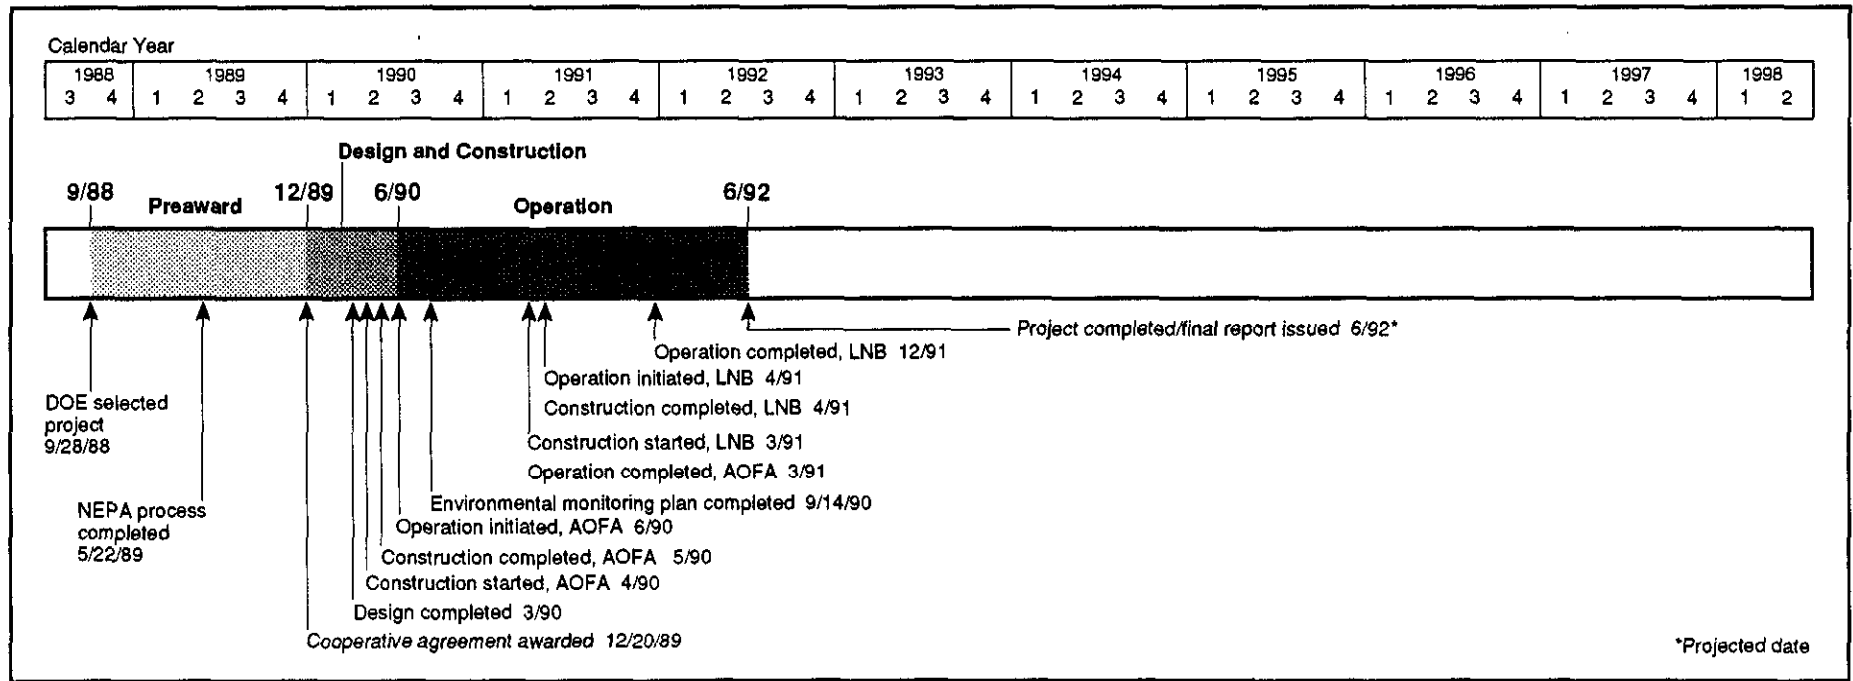 Calendar Year
1988 1989 1990 1991 1992 1993 1994 1995 1996 1997 1998
3 4 1 2 3 4 1 2 3 4 1 2 3 4 1 2 3 4 1 2 3 4 1 2 3 4 1 2 3 4 1 2 3 4 1 2 3 4 1 2
Design and Construction
9/88 12/89 6/90 6/92
Preaward Operation
Project completed/final report issued 6/92*
Operation completed, LNB 12/91
Operation initiated, LNB 4/91
Construction completed, LNB 4/91
DOE selected
project
9/28/88
Construction started, LNB 3/91
Operation completed, AOFA 3/91
Environmental monitoring plan completed 9/14/90
NEPA process
completed
5/22/89
Operation initiated, AOFA 6/90
Construction completed, AOFA 5/90
Construction started, AOFA 4/90
Design completed 3/90
Cooperative agreement awarded 12/20/89
*Projected date